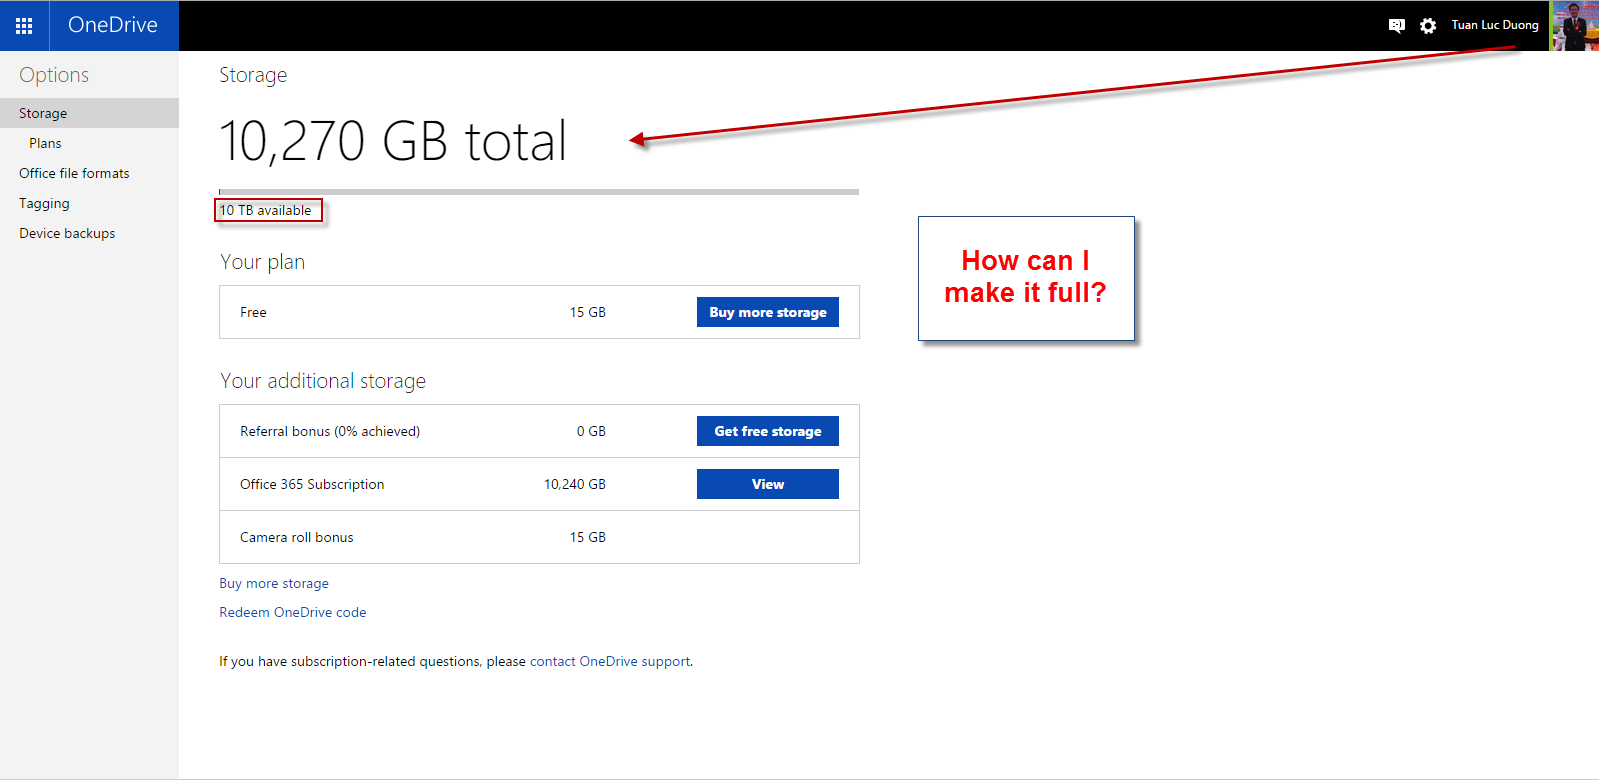 OneDrive
Tuan Luc Duong
Options
Storage
Plans
Office file formats
Tagging
Device backups
Storage
10,270 GB total
10 TB available
How can I
make it full?
Your plan
Free 15 GB Buy more storage
Your additional storage
Referral bonus (0% achieved) 0 GB Get free storage
Office 365 Subscription 10,240 GB View
Camera roll bonus 15 GB
Buy more storage
Redeem OneDrive code
If you have subscription-related questions, please contact OneDrive support.